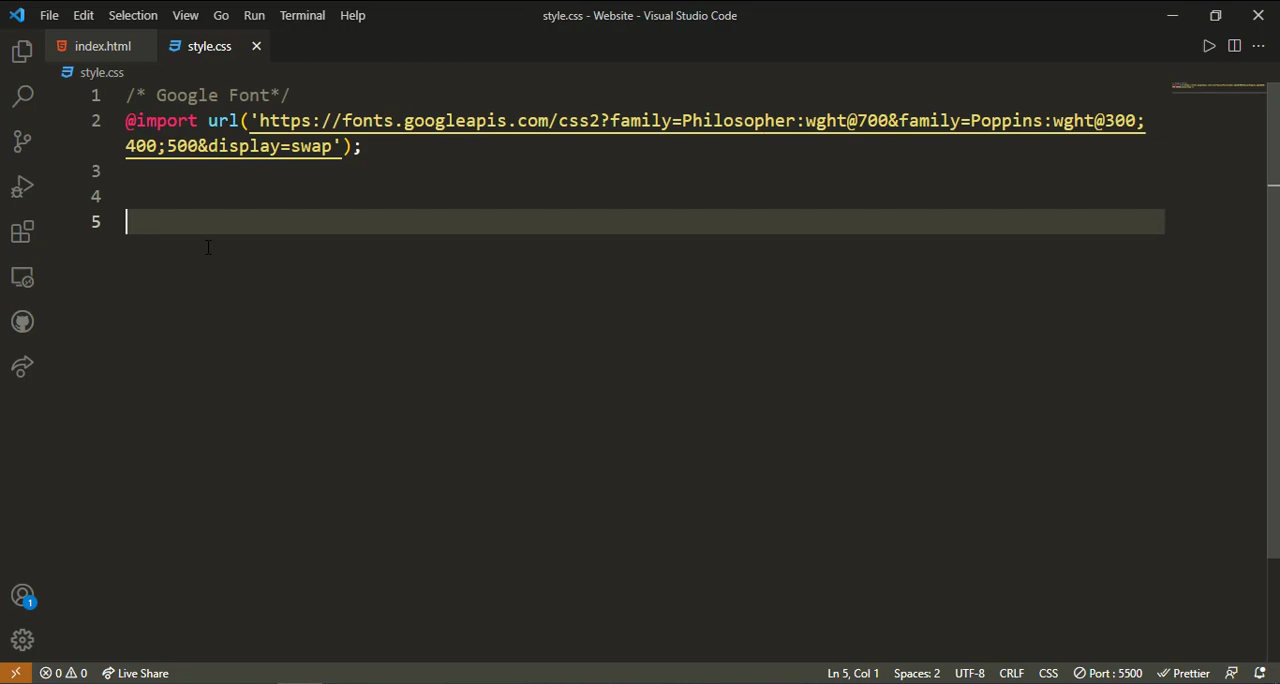 File Edit Selection View Go Run Terminal Help
style.css - Website - Visual Studio Code
index.html
style.css
style.css
1 /* Google Font*/
2 @import url('https://fonts.googleapis.com/css2?family=Philosopher:wght@700&family=Poppins:wght@300;
400;500&display=swap');
3
4
5
1
0 0 Live Share Ln 5, Col 1 Spaces: 2 UTF-8 CRLF CSS Port : 5500 Prettier